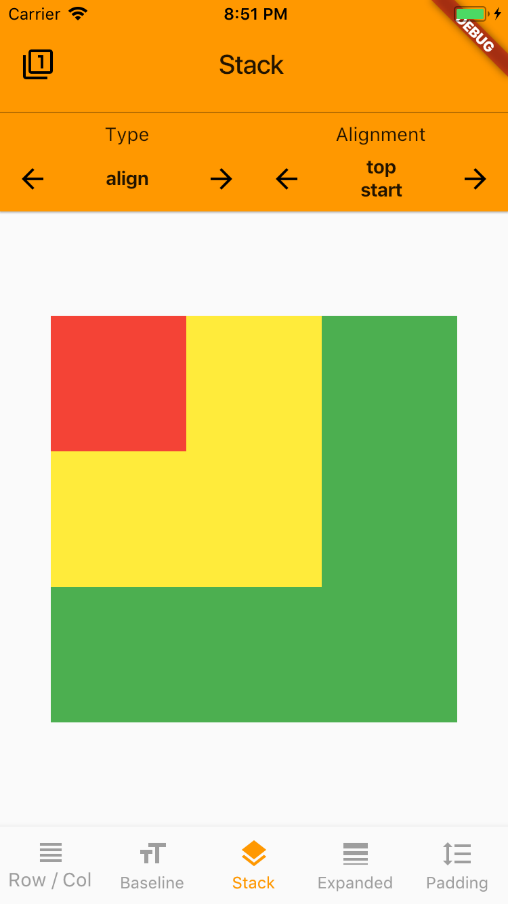 Carrier 8:51 PM
DEBUG
1 Stack
Type Alignment
align top
start
Row / Col Baseline Stack Expanded Padding